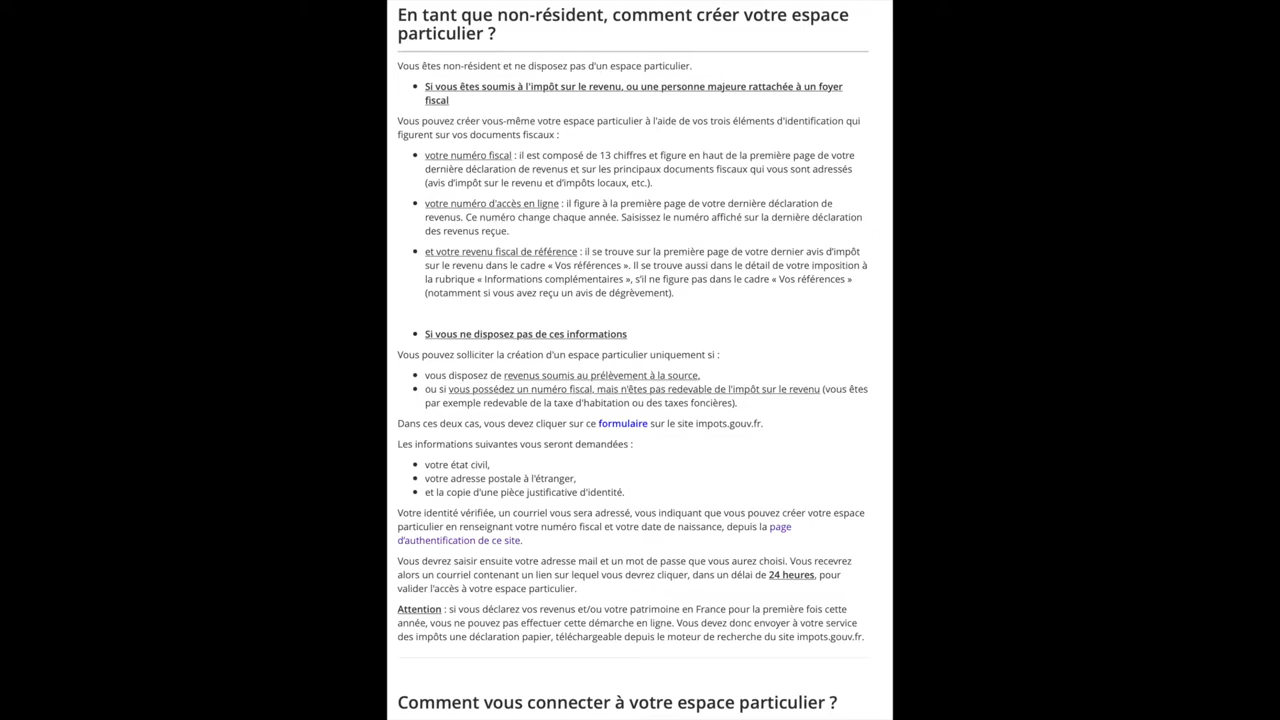 En tant que non-résident, comment créer votre espace
particulier ?
Vous êtes non-résident et ne disposez pas d'un espace particulier.
• Si vous êtes soumis à l'impôt sur le revenu, ou une personne majeure rattachée à un foyer
fiscal
Vous pouvez créer vous-même votre espace particulier à l'aide de vos trois éléments d'identification qui
figurent sur vos documents fiscaux :
• votre numéro fiscal : il est composé de 13 chiffres et figure en haut de la première page de votre
dernière déclaration de revenus et sur les principaux documents fiscaux qui vous sont adressés
(avis d'impôt sur le revenu et d'impôts locaux, etc.).
• votre numéro d'accès en ligne : il figure à la première page de votre dernière déclaration de
revenus. Ce numéro change chaque année. Saisissez le numéro affiché sur la dernière déclaration
des revenus reçue.
• et votre revenu fiscal de référence : il se trouve sur la première page de votre dernier avis d'impôt
sur le revenu dans le cadre « Vos références ». Il se trouve aussi dans le détail de votre imposition à
la rubrique « Informations complémentaires », s'il ne figure pas dans le cadre « Vos références »
(notamment si vous avez reçu un avis de dégrèvement).
• Si vous ne disposez pas de ces informations
Vous pouvez solliciter la création d'un espace particulier uniquement si :
• vous disposez de revenus soumis au prélèvement à la source,
• ou si vous possédez un numéro fiscal, mais n'êtes pas redevable de l'impôt sur le revenu (vous êtes
par exemple redevable de la taxe d'habitation ou des taxes foncières).
Dans ces deux cas, vous devez cliquer sur ce formulaire sur le site impots.gouv.fr.
Les informations suivantes vous seront demandées :
• votre état civil,
• votre adresse postale à l'étranger,
• et la copie d'une pièce justificative d'identité.
Votre identité vérifiée, un courriel vous sera adressé, vous indiquant que vous pouvez créer votre espace
particulier en renseignant votre numéro fiscal et votre date de naissance, depuis la page
d'authentification de ce site.
Vous devrez saisir ensuite votre adresse mail et un mot de passe que vous aurez choisi. Vous recevrez
alors un courriel contenant un lien sur lequel vous devrez cliquer, dans un délai de 24 heures, pour
valider l'accès à votre espace particulier.
Attention : si vous déclarez vos revenus et/ou votre patrimoine en France pour la première fois cette
année, vous ne pouvez pas effectuer cette démarche en ligne. Vous devez donc envoyer à votre service
des impôts une déclaration papier, téléchargeable depuis le moteur de recherche du site impots.gouv.fr.
Comment vous connecter à votre espace particulier ?